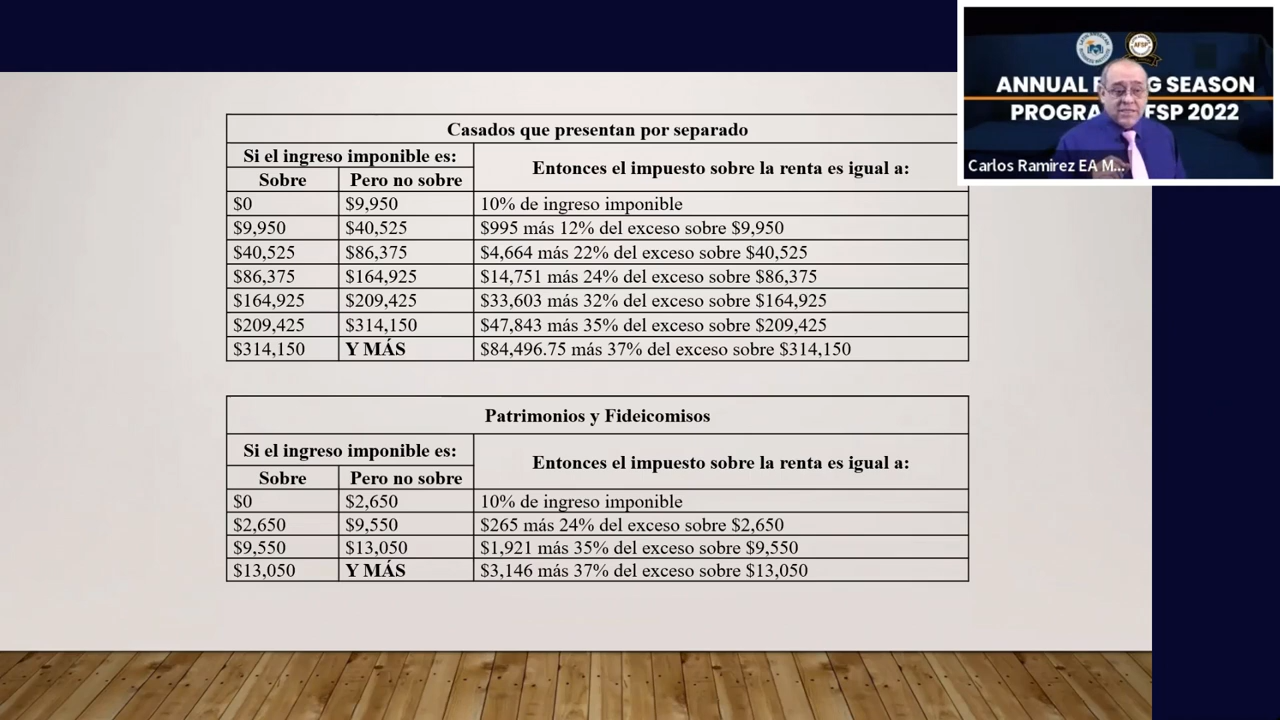 Casados que presentan por separado
Si el ingreso imponible es:
Entonces el impuesto sobre la renta es igual a:
Sobre Pero no sobre
$0 $9,950 10% de ingreso imponible
$9,950 $40,525 $995 más 12% del exceso sobre $9,950
$40,525 $86,375 $4,664 más 22% del exceso sobre $40,525
$86,375 $164,925 $14,751 más 24% del exceso sobre $86,375
$164,925 $209,425 $33,603 más 32% del exceso sobre $164,925
$209,425 $314,150 $47,843 más 35% del exceso sobre $209,425
$314,150 Y MÁS $84,496.75 más 37% del exceso sobre $314,150
Patrimonios y Fideicomisos
Si el ingreso imponible es:
Entonces el impuesto sobre la renta es igual a:
Sobre Pero no sobre
$0 $2,650 10% de ingreso imponible
$2,650 $9,550 $265 más 24% del exceso sobre $2,650
$9,550 $13,050 $1,921 más 35% del exceso sobre $9,550
$13,050 Y MÁS $3,146 más 37% del exceso sobre $13,050
AFSP
ANNUAL F G SEASON
PROGRA FSP 2022
Carlos Ramirez EA M...